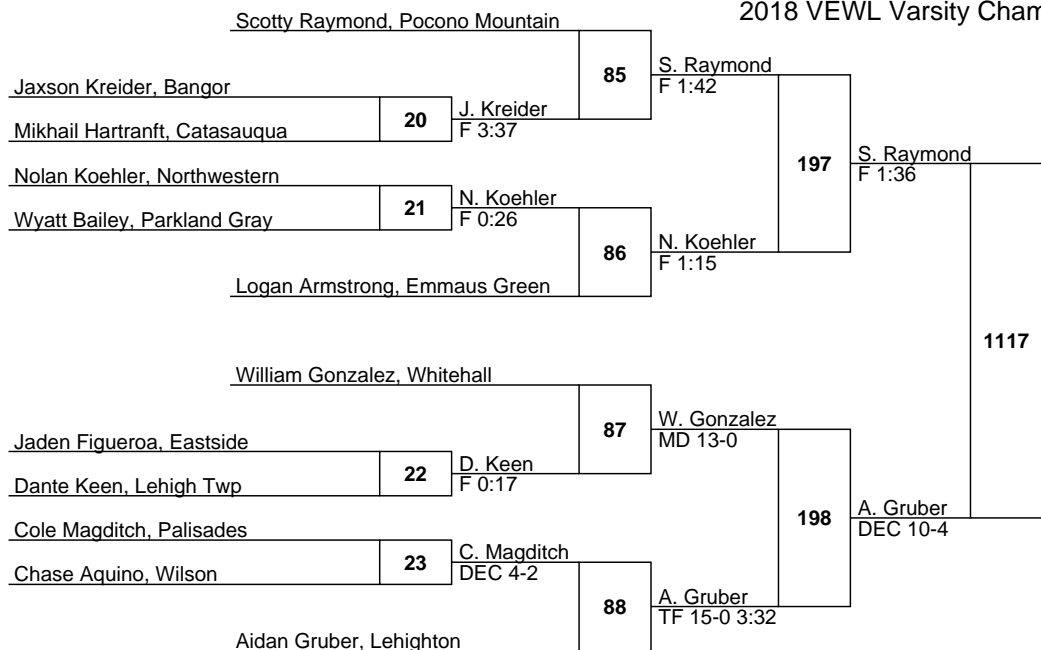 2018 VEWL Varsity Cham
Scotty Raymond, Pocono Mountain
85
S. Raymond
F 1:42
Jaxson Kreider, Bangor
20
J. Kreider
F 3:37
Mikhail Hartranft, Catasauqua
197
S. Raymond
F 1:36
Nolan Koehler, Northwestern
21
N. Koehler
F 0:26
Wyatt Bailey, Parkland Gray
86
N. Koehler
F 1:15
Logan Armstrong, Emmaus Green
1117
William Gonzalez, Whitehall
87
W. Gonzalez
MD 13-0
Jaden Figueroa, Eastside
22
D. Keen
F 0:17
Dante Keen, Lehigh Twp
198
A. Gruber
DEC 10-4
Cole Magditch, Palisades
23
C. Magditch
DEC 4-2
Chase Aquino, Wilson
88
A. Gruber
TF 15-0 3:32
Aidan Gruber, Lehighton